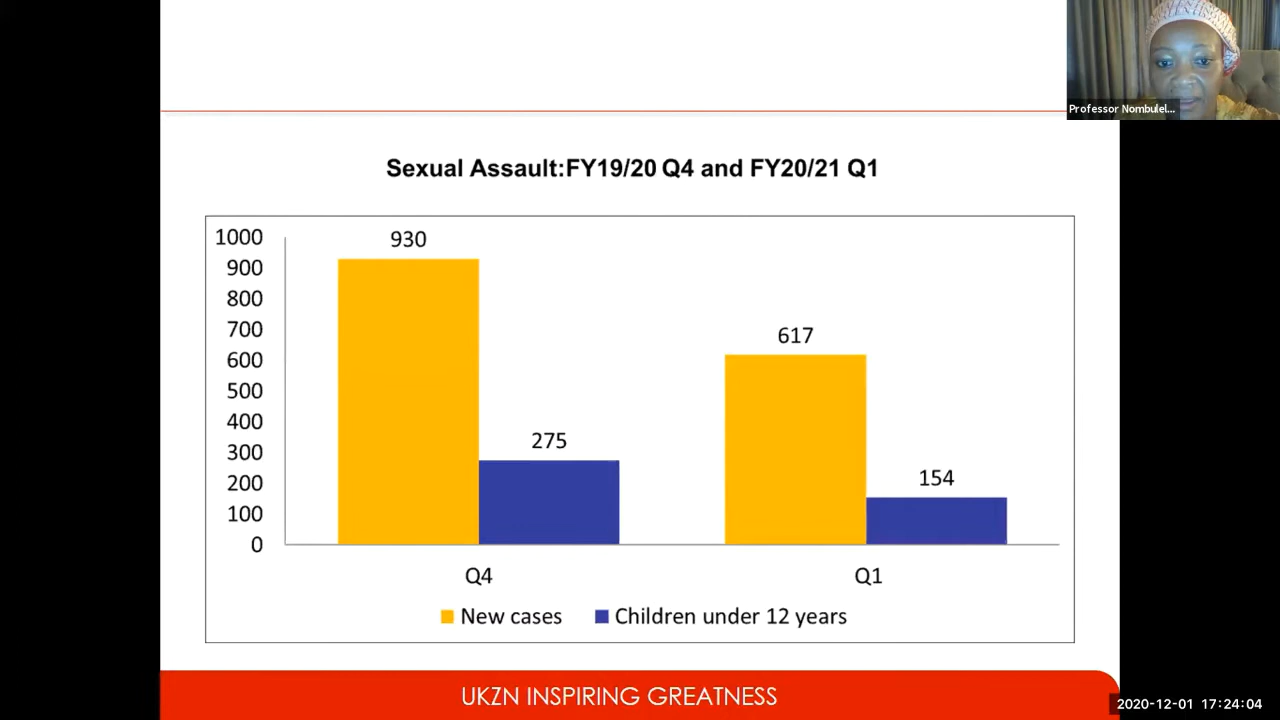 Professor Nombulel...
Sexual Assault:FY19/20 Q4 and FY20/21 Q1
1000
900
800
700
600
500
400
300
200
100
0
930
275
617
154
Q4
Q1
New cases
Children under 12 years
UKZN INSPIRING GREATNESS
2020-12-01 17:24:04